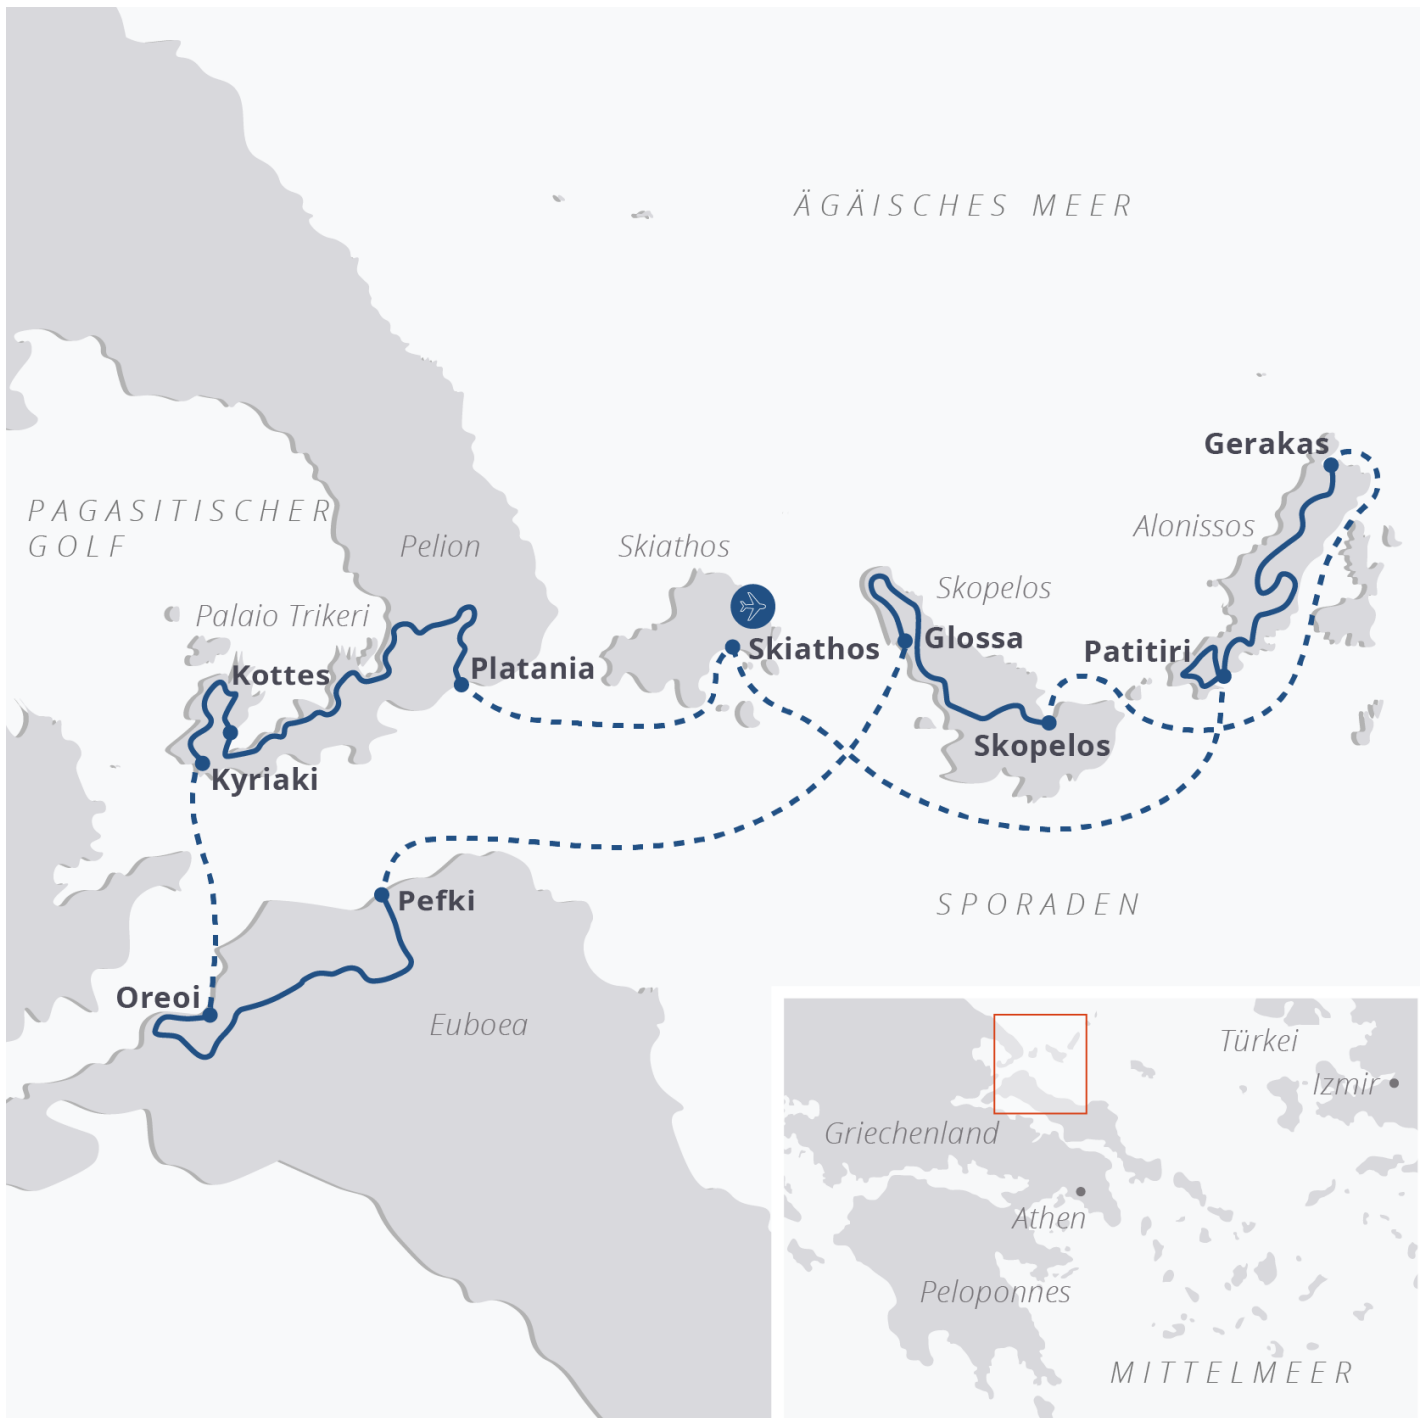 ÄGÄISCHES MEER
Gerakas
PAGASITISCHER
GOLF
Alonissos
Pelion
Skiathos
Skopelos
Palaio Trikeri
Glossa
Skiathos
Patitiri
Platania
Kottes
Skopelos
Kyriaki
Pefki
SPORADEN
Oreoi
Euboea
Türkei
Izmir
Griechenland
Athen
Peloponnes
MITTELMEER